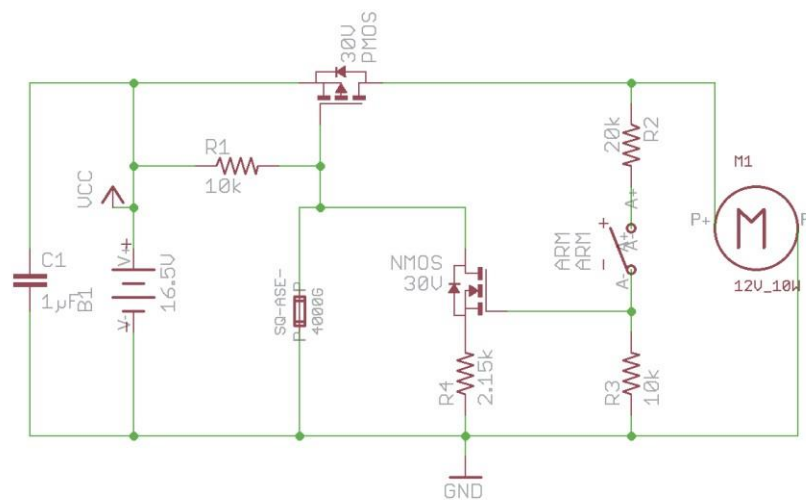 30V
PMOS
R1
10k
20k
R2
M1
VCC
A+
P+
P
M
C1
1µF
B1
V+
+
16.5V
V-
SQ-ASE-
4000G
P
P
NMOS
30V
ARM
ARM
+
A+
A-
−
A-
12V_10W
R4
2.15k
R3
10k
GND